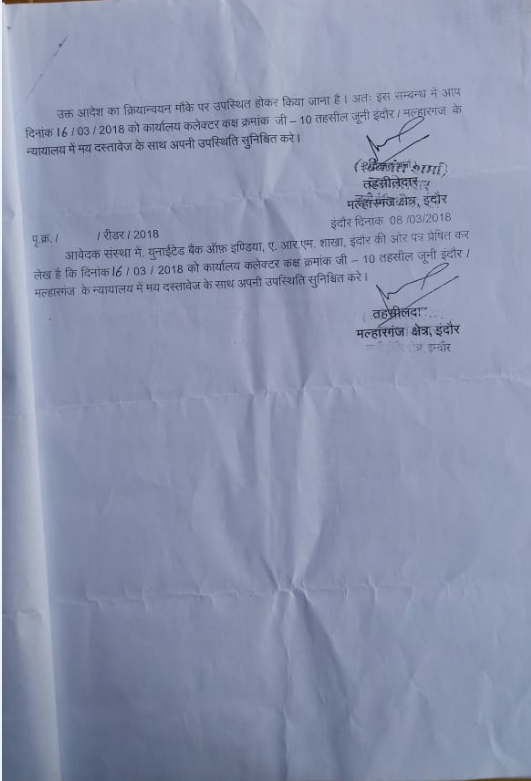 उक्त आदेश का क्रियान्वयन मौके पर उपस्थित होकर किया जाना है । अतः इस सम्बन्ध में आप
दिनांक 16 / 03 / 2018 को कार्यालय कलेक्टर कक्ष क्रमांक जी – 10 तहसील जूनी इंदौर / मल्हारगंज के
न्यायालय में मय दस्तावेज के साथ अपनी उपस्थिति सुनिश्चित करे ।
शर्मा)
तहसीलदार
मल्हारगंज क्षेत्र, इंदौर
इंदौर दिनांक 08 /03/2018
पृ.क्र. / / रीडर / 2018
आवेदक संस्था में. युनाईटेड बैंक ऑफ़ इण्डिया, ए. आर.एम. शाखा, इंदौर की ओर पत्र प्रेषित कर
लेख है कि दिनांक 16 / 03 / 2018 को कार्यालय कलेक्टर कक्ष क्रमांक जी – 10 तहसील जूनी इंदौर /
मल्हारगंज के न्यायालय में मय दस्तावेज के साथ अपनी उपस्थिति सुनिश्चित करे ।
तहसीलदा
मल्हारगंज क्षेत्र, इंदौर
क्षेत्र, इन्दौर